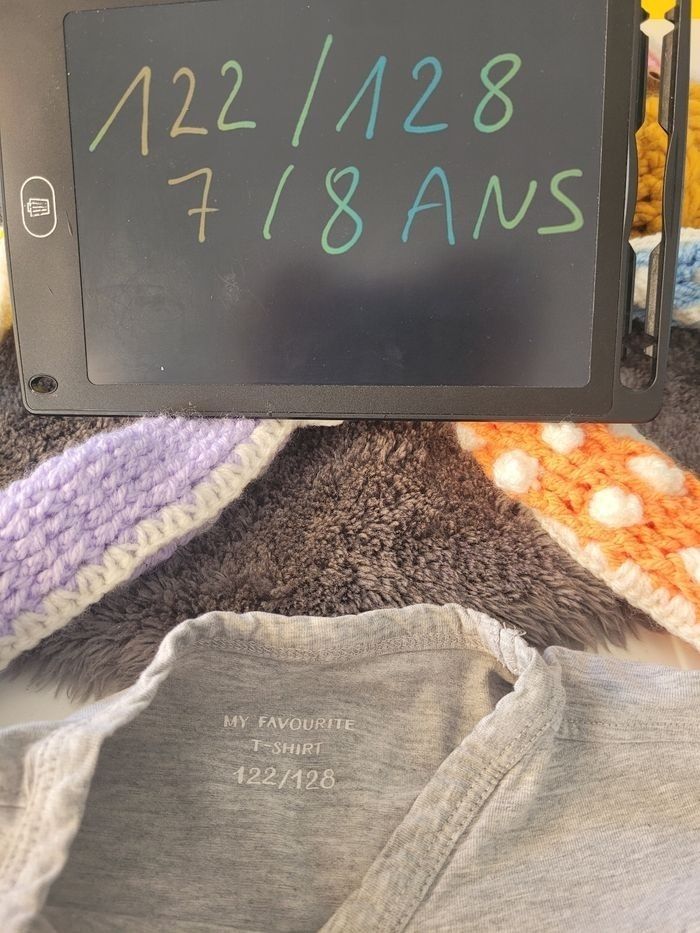 122/128
7/8 ANS
MY FAVOURITE
T-SHIRT
122/128